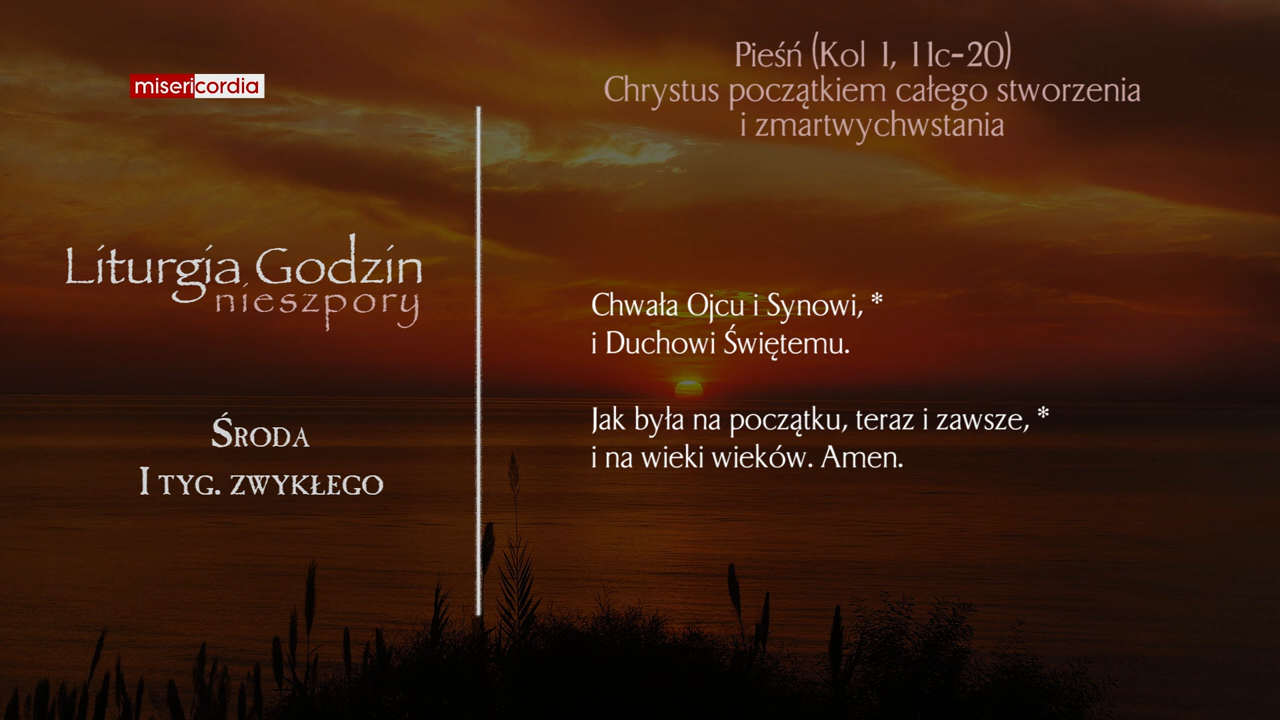 misericordia
Liturgia Godzin
nieszpory
Środa
I tyg. zwykłego
Pieśń (Kol 1, 11c-20)
Chrystus początkiem całego stworzenia
i zmartwychwstania
Chwała Ojcu i Synowi, *
i Duchowi Świętemu.
Jak była na początku, teraz i zawsze, *
i na wieki wieków. Amen.